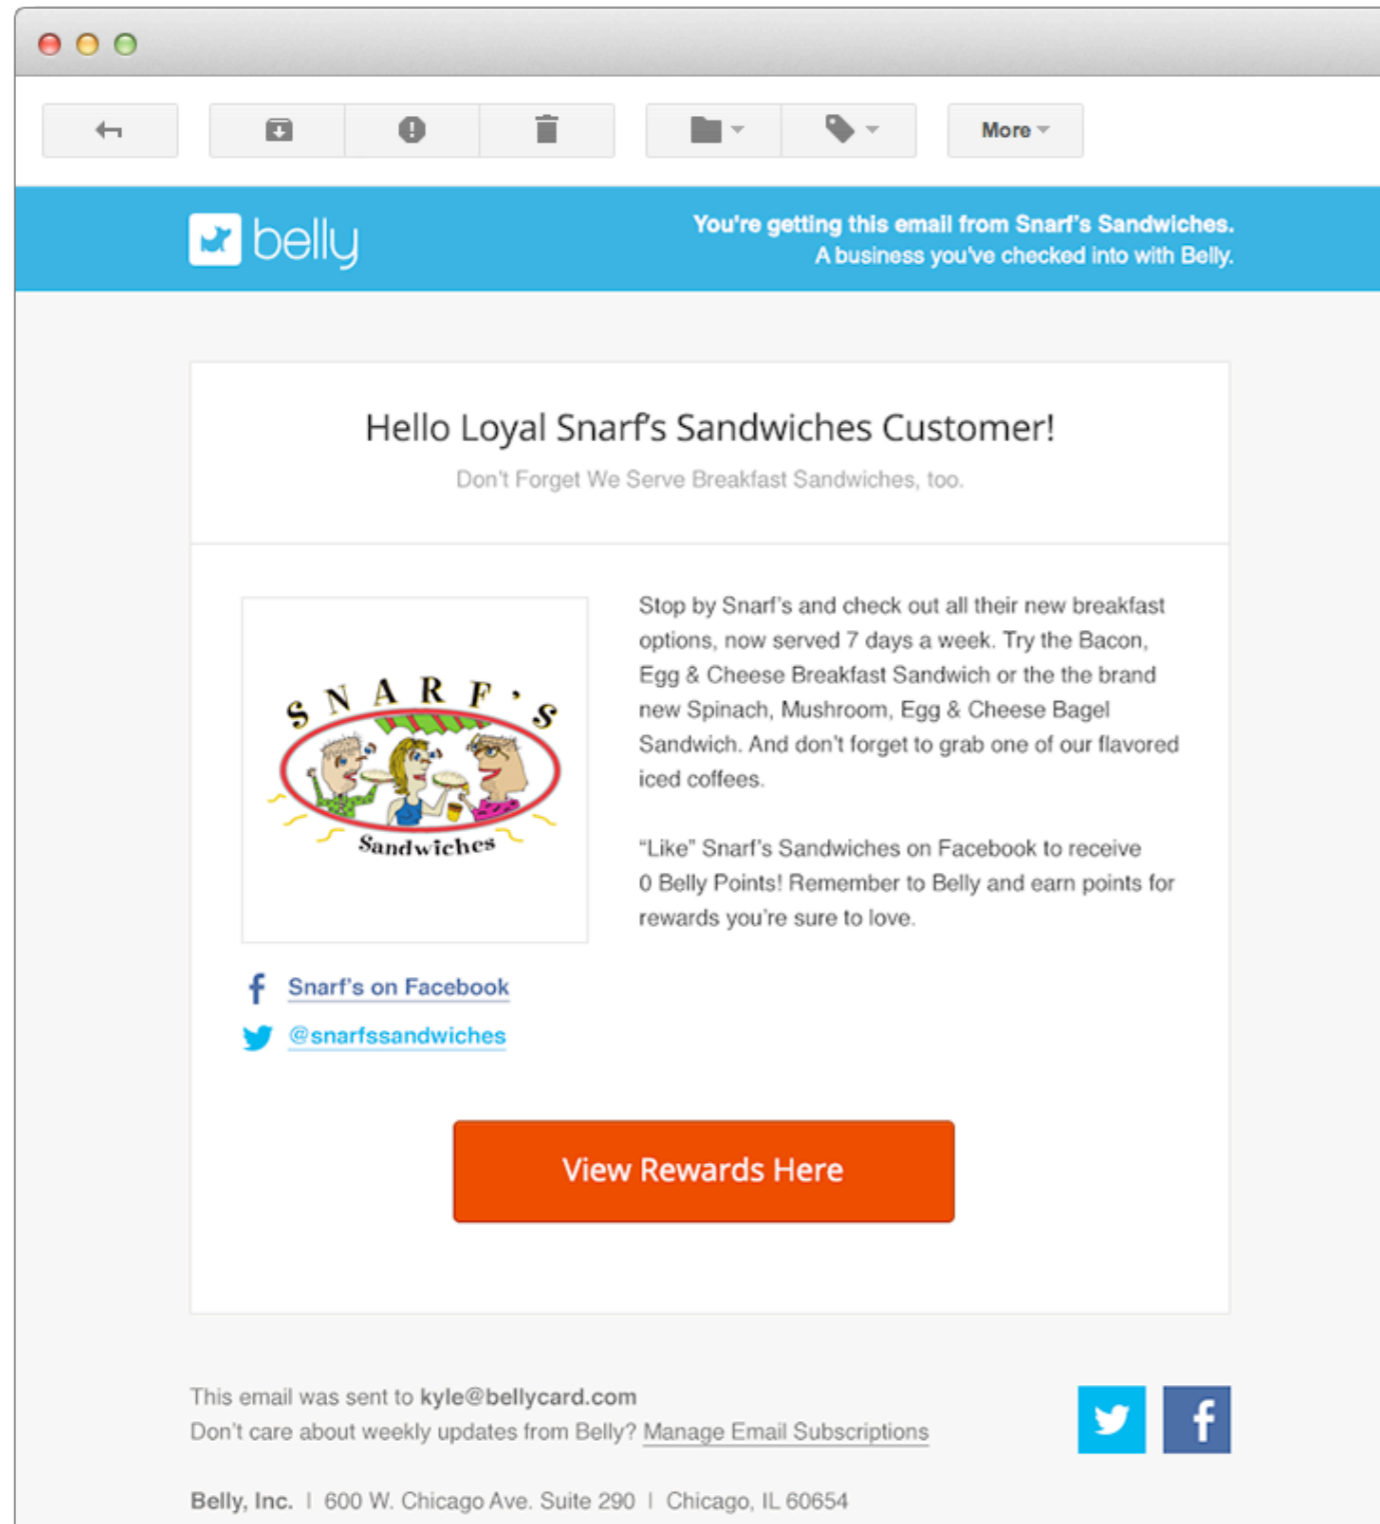 More
belly
You're getting this email from Snarf's Sandwiches.
A business you've checked into with Belly.
Hello Loyal Snarf's Sandwiches Customer!
Don't Forget We Serve Breakfast Sandwiches, too.
SNARF'S
Sandwiches
Stop by Snarf's and check out all their new breakfast
options, now served 7 days a week. Try the Bacon,
Egg & Cheese Breakfast Sandwich or the the brand
new Spinach, Mushroom, Egg & Cheese Bagel
Sandwich. And don't forget to grab one of our flavored
iced coffees.
“Like” Snarf's Sandwiches on Facebook to receive
0 Belly Points! Remember to Belly and earn points for
rewards you're sure to love.
Snarf's on Facebook
@snarfssandwiches
View Rewards Here
This email was sent to kyle@bellycard.com
Don't care about weekly updates from Belly? Manage Email Subscriptions
Belly, Inc. | 600 W. Chicago Ave. Suite 290 | Chicago, IL 60654